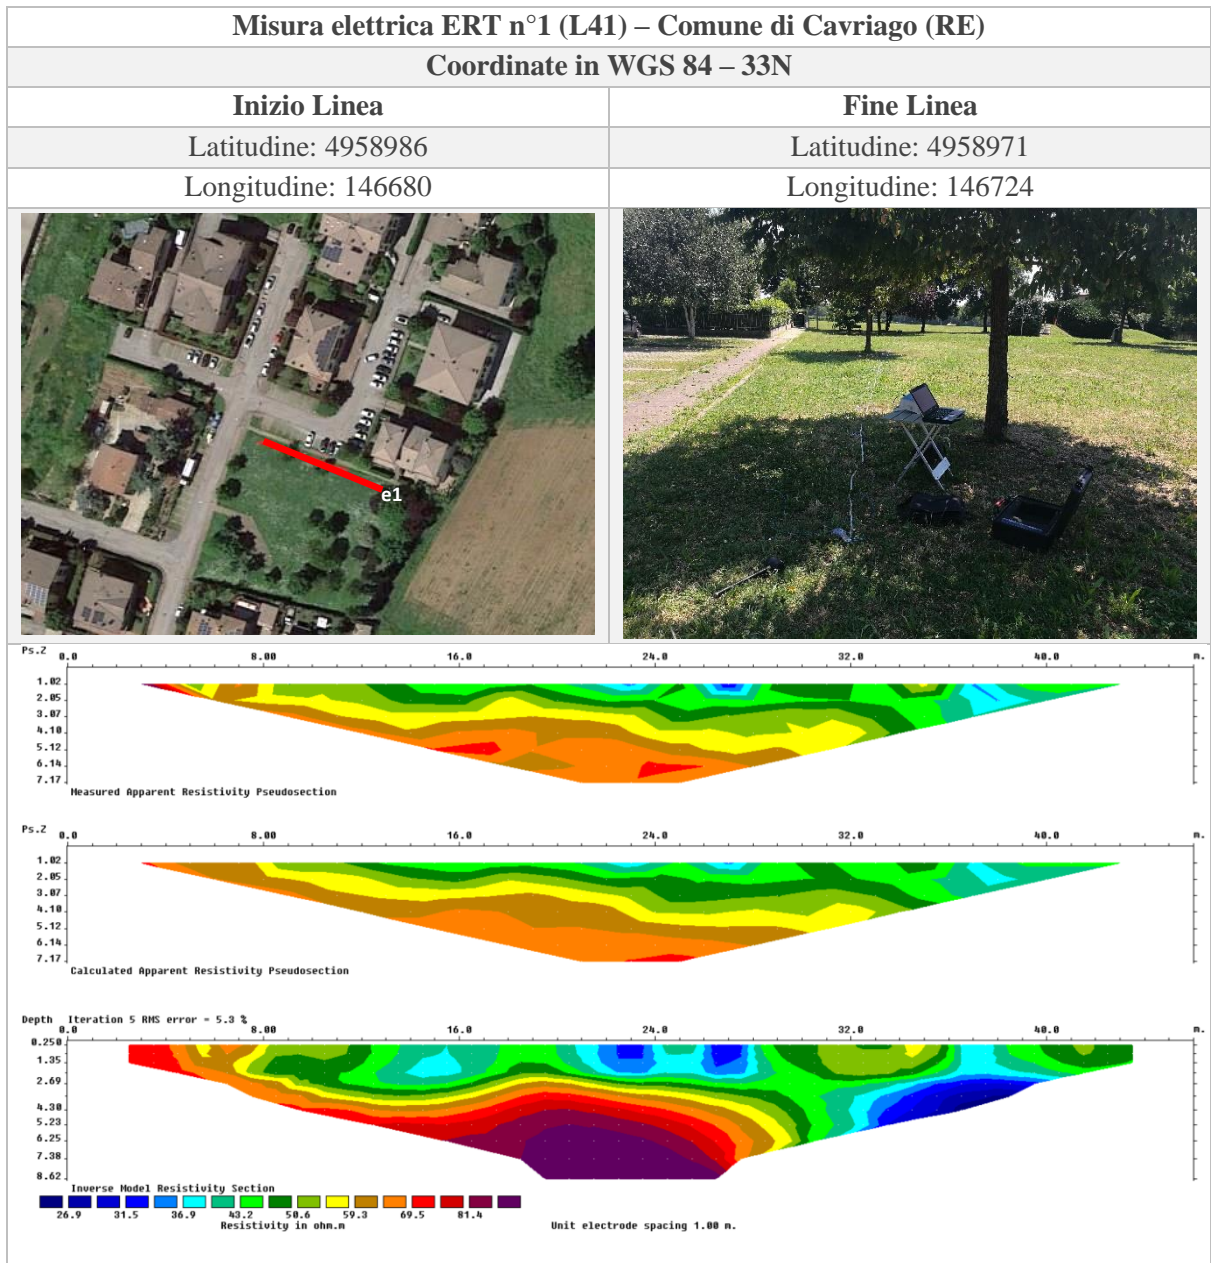 Misura elettrica ERT n°1 (L41) – Comune di Cavriago (RE)
Coordinate in WGS 84 – 33N
Inizio Linea Fine Linea
Latitudine: 4958986 Latitudine: 4958971
Longitudine: 146680 Longitudine: 146724
e1
Ps.Z 0.0 8.00 16.0 24.0 32.0 40.0 m.
1.02
2.05
3.07
4.10
5.12
6.14
7.17
Measured Apparent Resistivity Pseudosection
Ps.Z 0.0 8.00 16.0 24.0 32.0 40.0 m.
1.02
2.05
3.07
4.10
5.12
6.14
7.17
Calculated Apparent Resistivity Pseudosection
Depth Iteration 5 RMS error = 5.3 %
0.0 8.00 16.0 24.0 32.0 40.0 m.
0.250
1.35
2.69
4.30
5.23
6.25
7.38
8.62
Inverse Model Resistivity Section
26.9 31.5 36.9 43.2 50.6 59.3 69.5 81.4
Resistivity in ohm.m Unit electrode spacing 1.00 m.